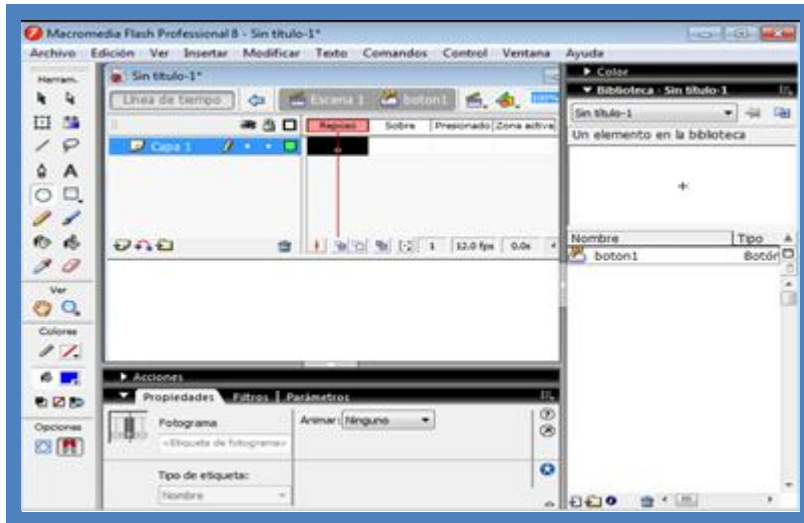 Macromedia Flash Professional 8 - Sin título-1*
Archivo Edición Ver Insertar Modificar Texto Comandos Control Ventana Ayuda
Herram.
Ver
Colores
Opciones
Sin título-1*
Línea de tiempo Escena 1 boton1 100%
Reposo Sobre Presionado Zona activa
Capa 1
1 12.0 fps 0.0s
Acciones
Propiedades Filtros Parámetros
Fotograma Animar: Ninguno
<Etiqueta de fotograma>
Tipo de etiqueta:
Nombre
Color
Biblioteca - Sin título-1
Sin título-1
Un elemento en la biblioteca
Nombre Tipo
boton1 Botón